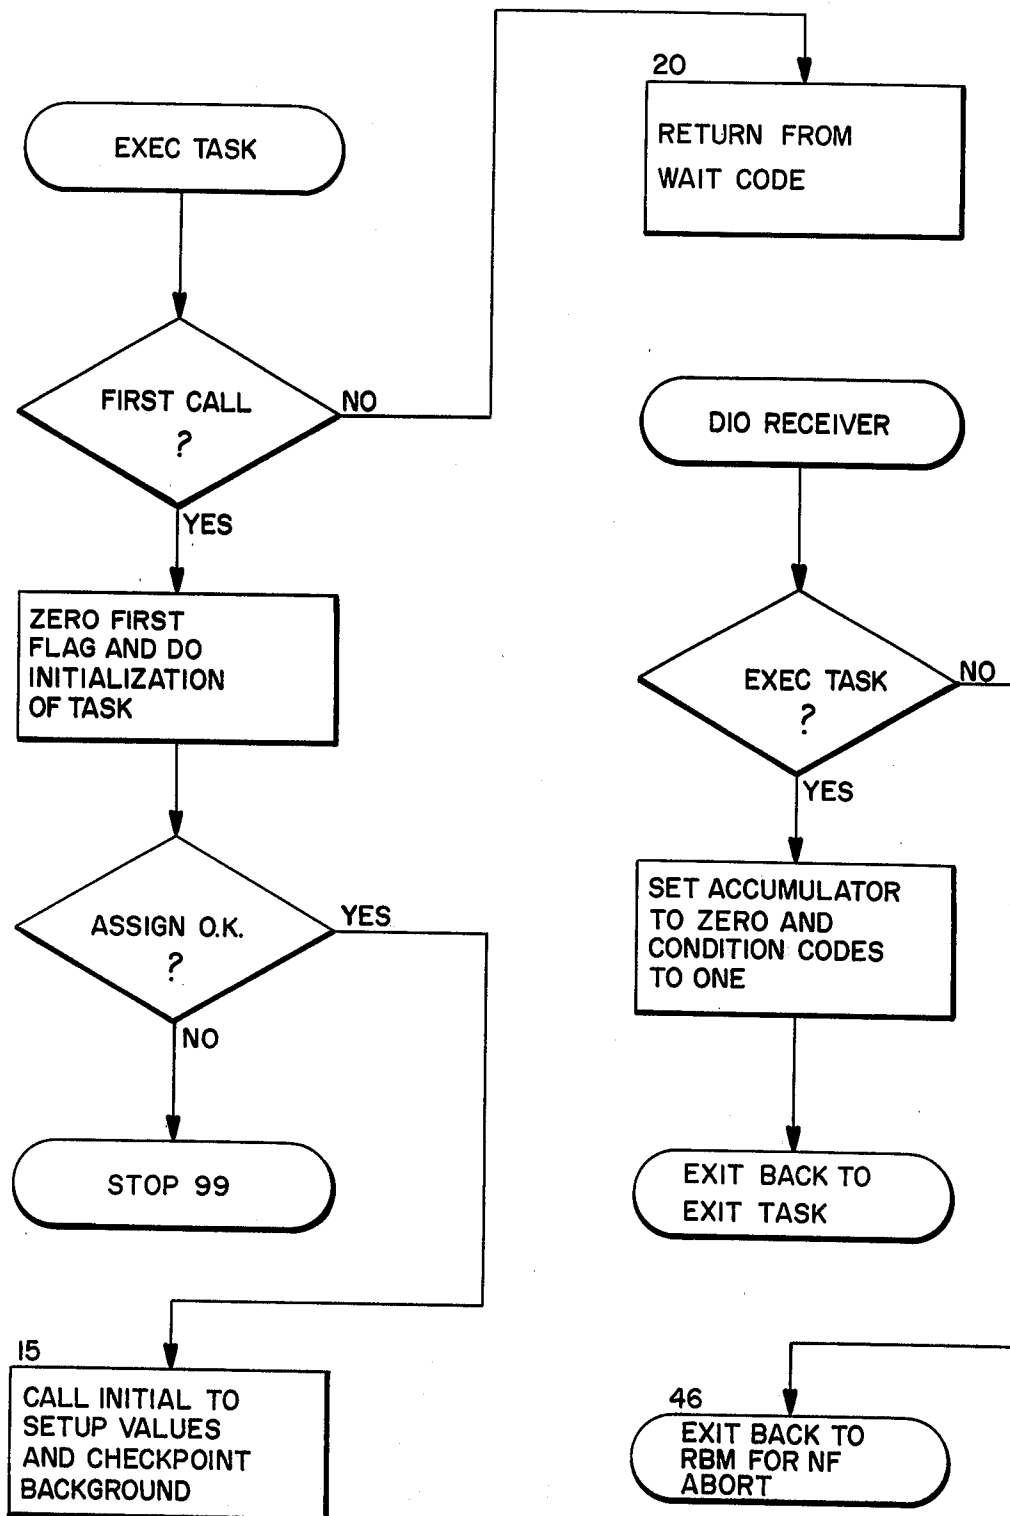 EXEC TASK
FIRST CALL
?
NO
YES
ZERO FIRST
FLAG AND DO
INITIALIZATION
OF TASK
ASSIGN O.K.
?
YES
NO
STOP 99
15
CALL INITIAL TO
SETUP VALUES
AND CHECKPOINT
BACKGROUND
20
RETURN FROM
WAIT CODE
DIO RECEIVER
EXEC TASK
?
NO
YES
SET ACCUMULATOR
TO ZERO AND
CONDITION CODES
TO ONE
EXIT BACK TO
EXIT TASK
46
EXIT BACK TO
RBM FOR NF
ABORT